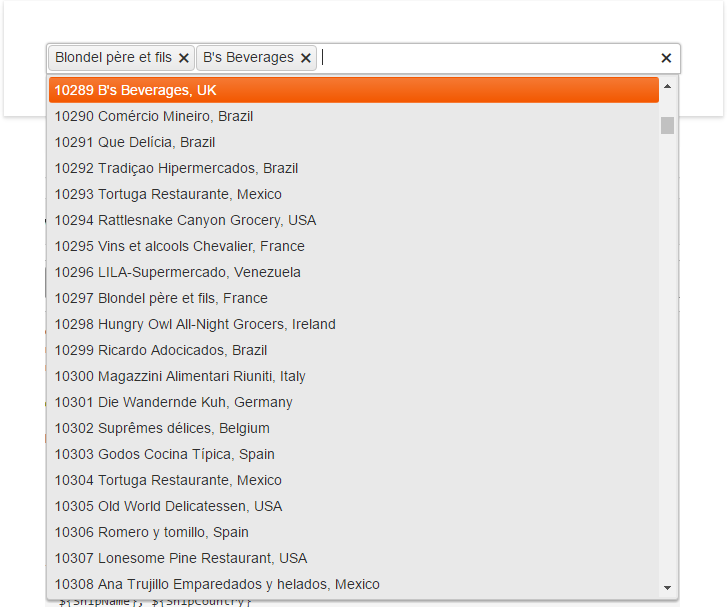 Blondel père et fils B's Beverages
10289 B's Beverages, UK
10290 Comércio Mineiro, Brazil
10291 Que Delícia, Brazil
10292 Tradiçao Hipermercados, Brazil
10293 Tortuga Restaurante, Mexico
10294 Rattlesnake Canyon Grocery, USA
10295 Vins et alcools Chevalier, France
10296 LILA-Supermercado, Venezuela
10297 Blondel père et fils, France
10298 Hungry Owl All-Night Grocers, Ireland
10299 Ricardo Adocicados, Brazil
10300 Magazzini Alimentari Riuniti, Italy
10301 Die Wandernde Kuh, Germany
10302 Suprêmes délices, Belgium
10303 Godos Cocina Típica, Spain
10304 Tortuga Restaurante, Mexico
10305 Old World Delicatessen, USA
10306 Romero y tomillo, Spain
10307 Lonesome Pine Restaurant, USA
10308 Ana Trujillo Emparedados y helados, Mexico
${ShipName}, ${ShipCountry}